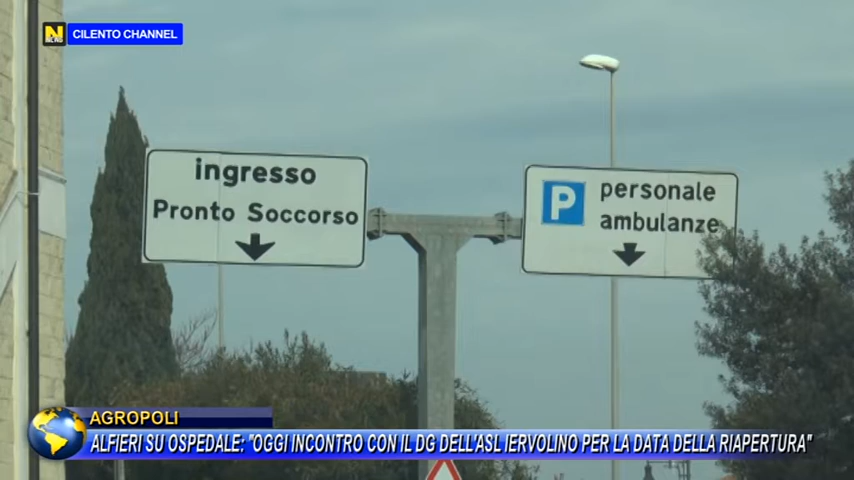 N
CILENTO CHANNEL
ingresso
Pronto Soccorso
P personale
ambulanze
AGROPOLI
ALFIERI SU OSPEDALE: "OGGI INCONTRO CON IL DG DELL'ASL IERVOLINO PER LA DATA DELLA RIAPERTURA"